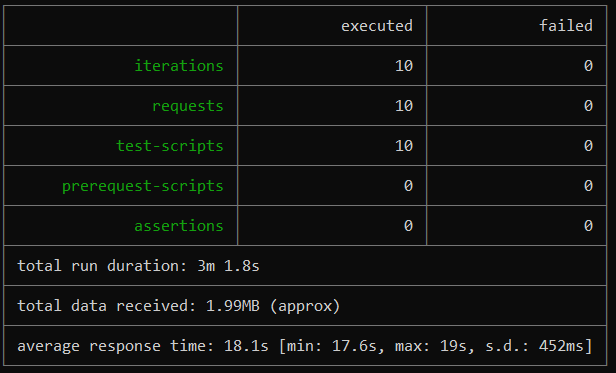 executed failed
iterations 10 0
requests 10 0
test-scripts 10 0
prerequest-scripts 0 0
assertions 0 0
total run duration: 3m 1.8s
total data received: 1.99MB (approx)
average response time: 18.1s [min: 17.6s, max: 19s, s.d.: 452ms]